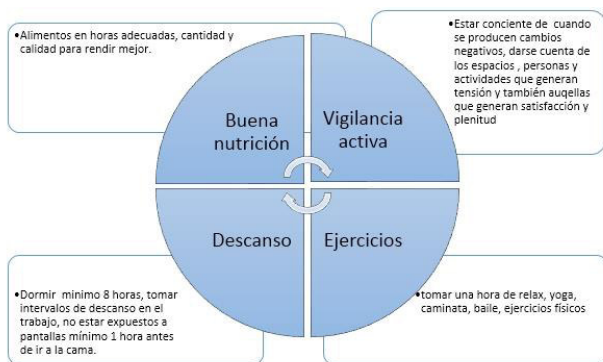 •Alimentos en horas adecuadas, cantidad y
calidad para rendir mejor.
•Estar conciente de cuando
se producen cambios
negativos, darse cuenta de
los espacios , personas y
actividades que generan
tensión y también auqellas
que generan satisfacción y
plenitud
Buena
nutrición
Vigilancia
activa
Descanso
Ejercicios
•Dormir minimo 8 horas, tomar
intervalos de descanso en el
trabajo, no estar expuestos a
pantallas mínimo 1 hora antes
de ir a la cama.
•tomar una hora de relax, yoga,
caminata, baile, ejercicios físicos